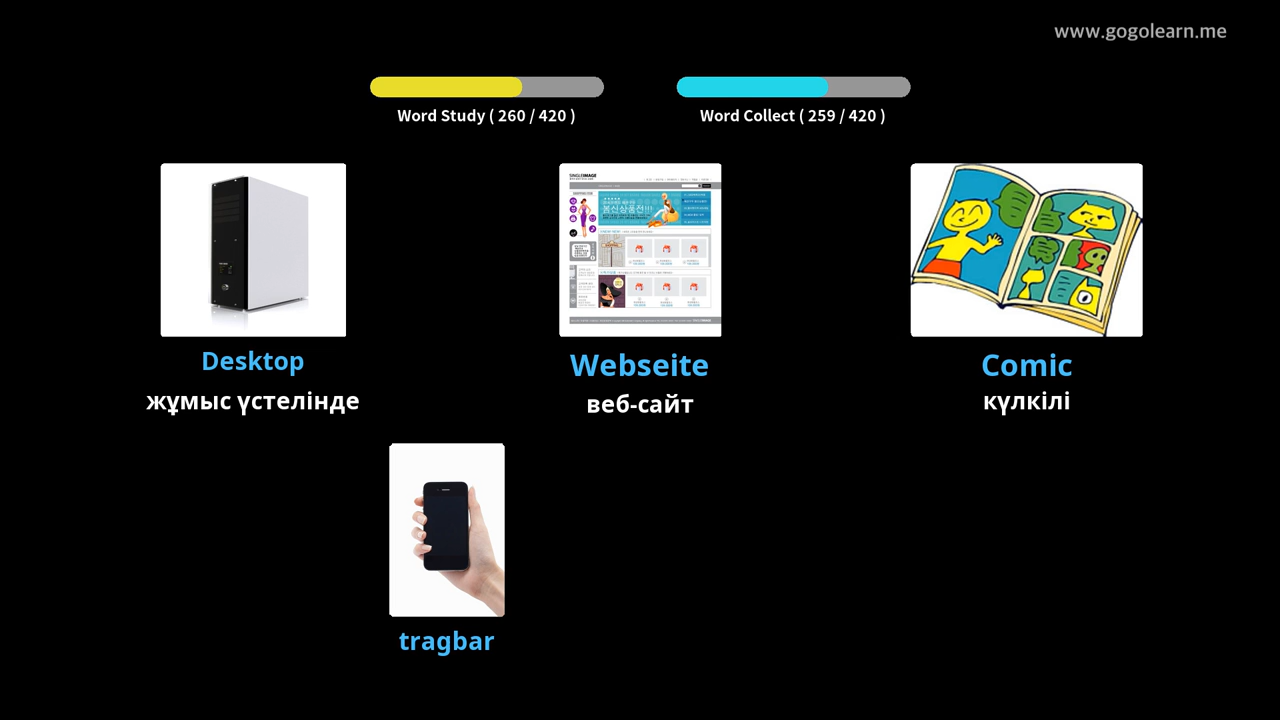 www.gogolearn.me
Word Study ( 260 / 420 )
Word Collect ( 259 / 420 )
Desktop
жұмыс үстелінде
Webseite
веб-сайт
Comic
күлкілі
tragbar